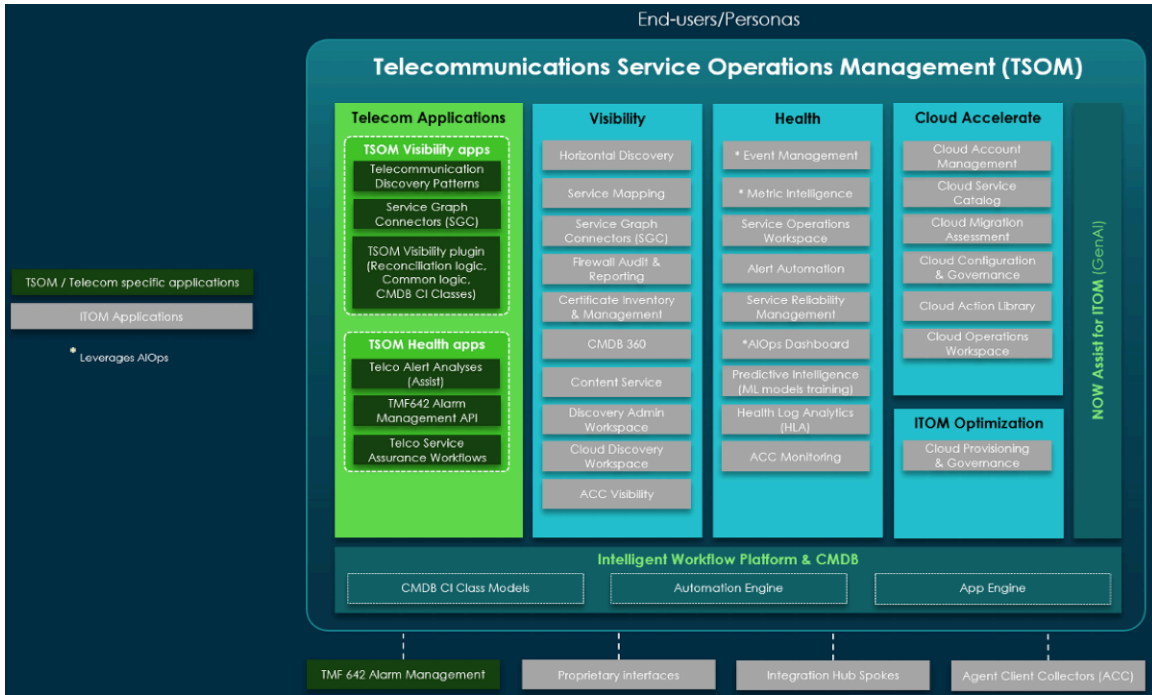 End-users/Personas
Telecommunications Service Operations Management (TSOM)
Telecom Applications
TSOM Visibility apps
Telecommunication
Discovery Patterns
Service Graph
Connectors (SGC)
TSOM Visibility plugin
(Reconciliation logic,
Common logic,
CMDB CI Classes)
TSOM Health apps
Telco Alert Analyses
(Assist)
TMF642 Alarm
Management API
Telco Service
Assurance Workflows
Visibility
Horizontal Discovery
Service Mapping
Service Graph
Connectors (SGC)
Firewall Audit &
Reporting
Certificate Inventory
& Management
CMDB 360
Content Service
Discovery Admin
Workspace
Cloud Discovery
Workspace
ACC Visibility
Health
* Event Management
* Metric Intelligence
Service Operations
Workspace
Alert Automation
Service Reliability
Management
*AIOps Dashboard
Predictive Intelligence
(ML models training)
Health Log Analytics
(HLA)
ACC Monitoring
Cloud Accelerate
Cloud Account
Management
Cloud Service
Catalog
Cloud Migration
Assessment
Cloud Configuration
& Governance
Cloud Action Library
Cloud Operations
Workspace
ITOM Optimization
Cloud Provisioning
& Governance
NOW Assist for ITOM (GenAI)
TSOM / Telecom specific applications
ITOM Applications
* Leverages AIOps
Intelligent Workflow Platform & CMDB
CMDB CI Class Models
Automation Engine
App Engine
TMF 642 Alarm Management
Proprietary interfaces
Integration Hub Spokes
Agent Client Collectors (ACC)